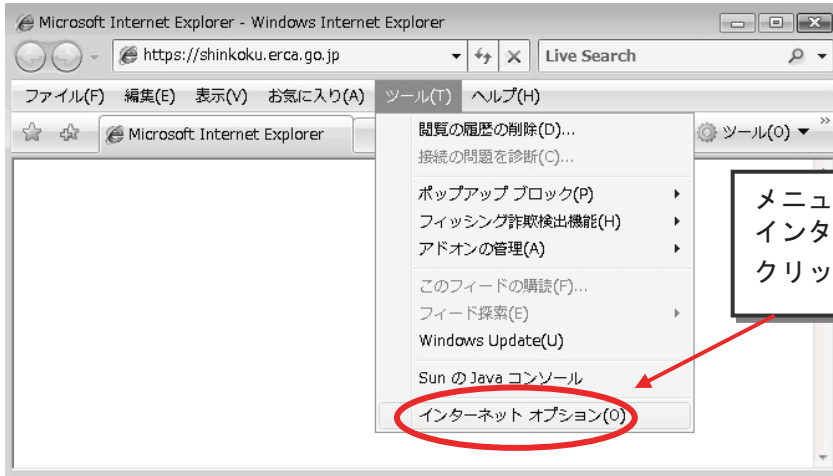 Microsoft Internet Explorer - Windows Internet Explorer
https://shinkoku.erca.go.jp
Live Search
ファイル(F) 編集(E) 表示(V) お気に入り(A) ツール(T) ヘルプ(H)
Microsoft Internet Explorer
ツール(O)
閲覧の履歴の削除(D)...
接続の問題を診断(C)...
ポップアップ ブロック(P)
フィッシング詐欺検出機能(H)
アドオンの管理(A)
このフィードの購読(F)...
フィード探索(E)
Windows Update(U)
Sun の Java コンソール
インターネット オプション(O)
メニュ
インタ
クリッ